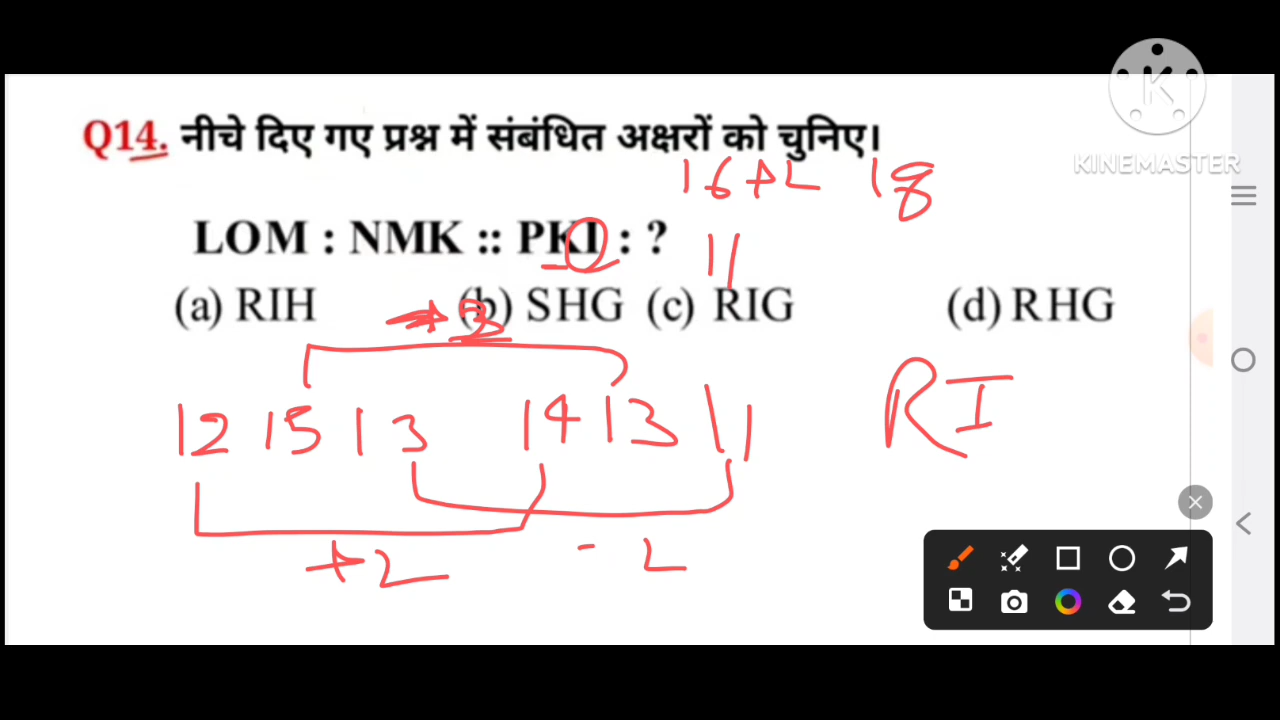 KINEMASTER
Q14. नीचे दिए गए प्रश्न में संबंधित अक्षरों को चुनिए।
16+2 18
LOM : NMK :: PKI : ? 11
(a) RIH (b) SHG (c) RIG (d) RHG
12 15 13 14 13 11 RI
+2 - 2